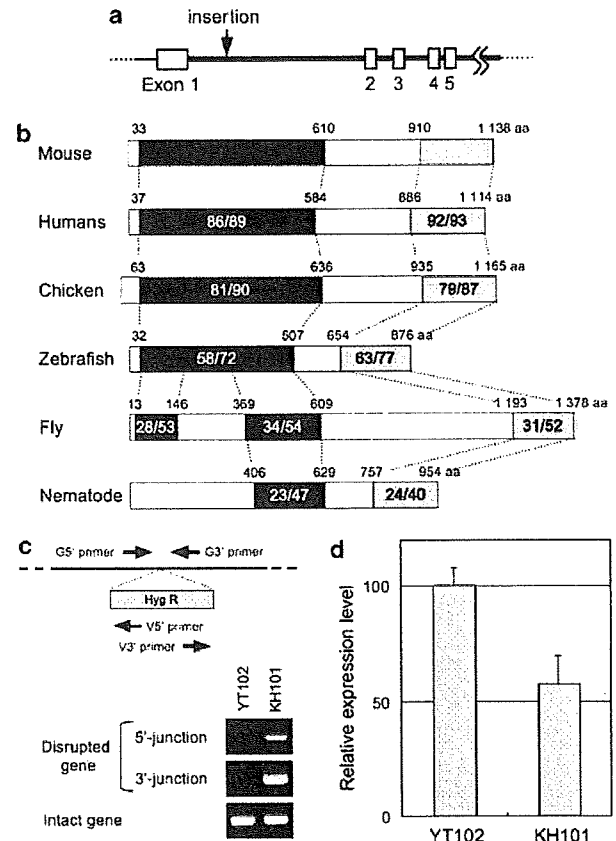 a
insertion
Exon 1 2 3 4 5
b
33 610 910 1 138 aa
Mouse
37 584 886 1 114 aa
Humans 86/89 92/93
63 636 935 1 165 aa
Chicken 81/90 79/87
32 507 654 876 aa
Zebrafish 58/72 63/77
13 146 369 609 1 193 1 378 aa
Fly 28/53 34/54 31/52
406 629 757 954 aa
Nematode 23/47 24/40
c
G5' primer G3' primer
Hyg R
V5' primer
V3' primer
YT102 KH101
Disrupted gene
5'-junction
3'-junction
Intact gene
d
Relative expression level
100
50
0
YT102 KH101